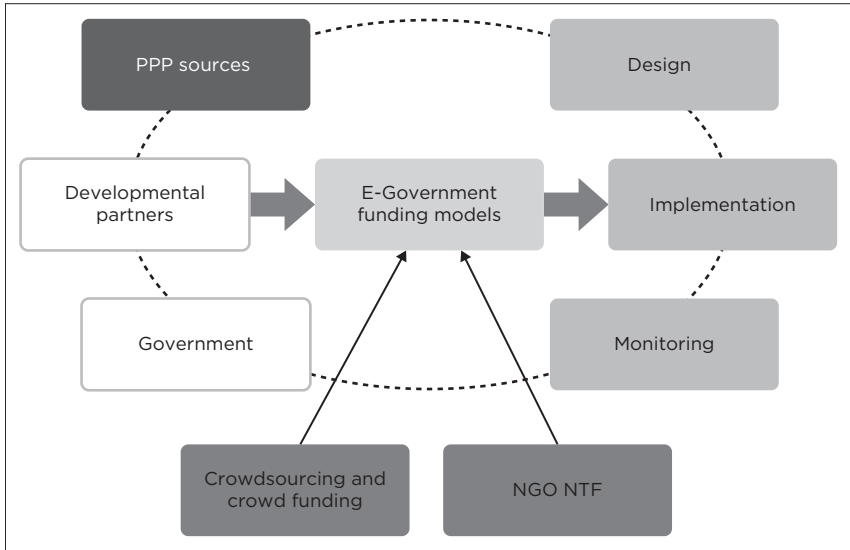 PPP sources
Design
Developmental
partners
E-Government
funding models
Implementation
Government
Monitoring
Crowdsourcing and
crowd funding
NGO NTF